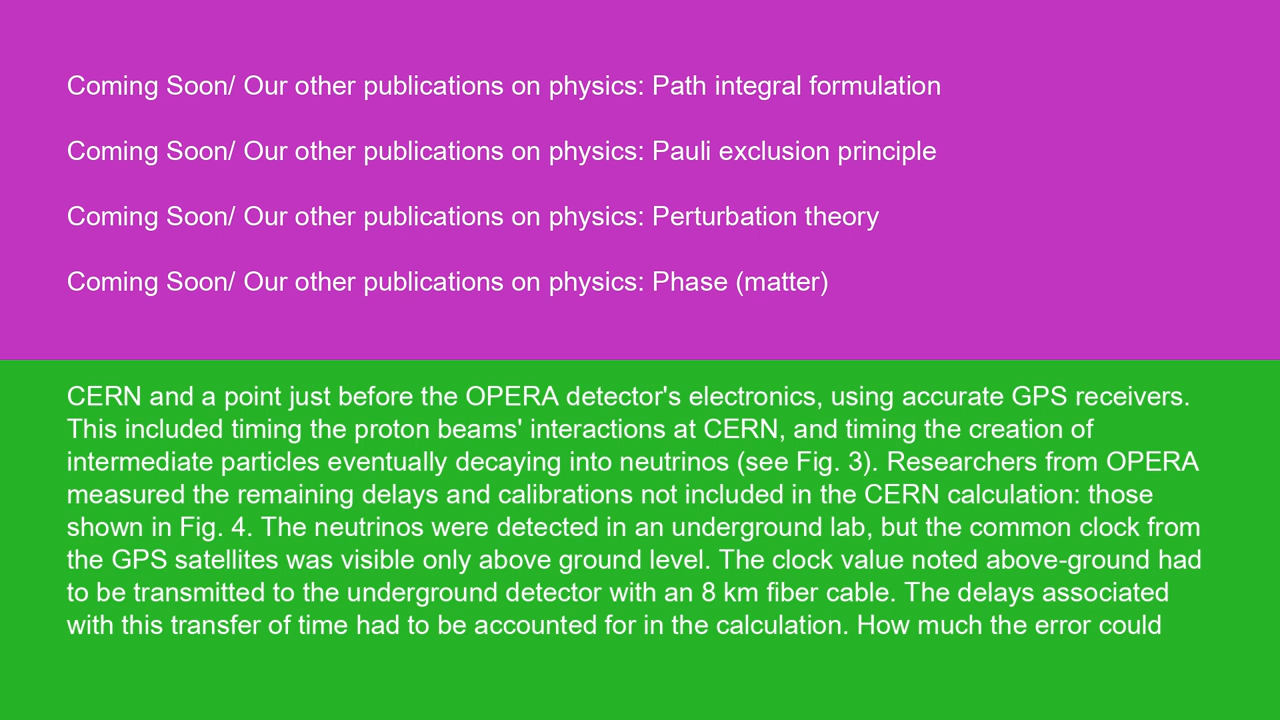 Coming Soon/ Our other publications on physics: Path integral formulation
Coming Soon/ Our other publications on physics: Pauli exclusion principle
Coming Soon/ Our other publications on physics: Perturbation theory
Coming Soon/ Our other publications on physics: Phase (matter)
CERN and a point just before the OPERA detector's electronics, using accurate GPS receivers.
This included timing the proton beams' interactions at CERN, and timing the creation of
intermediate particles eventually decaying into neutrinos (see Fig. 3). Researchers from OPERA
measured the remaining delays and calibrations not included in the CERN calculation: those
shown in Fig. 4. The neutrinos were detected in an underground lab, but the common clock from
the GPS satellites was visible only above ground level. The clock value noted above-ground had
to be transmitted to the underground detector with an 8 km fiber cable. The delays associated
with this transfer of time had to be accounted for in the calculation. How much the error could